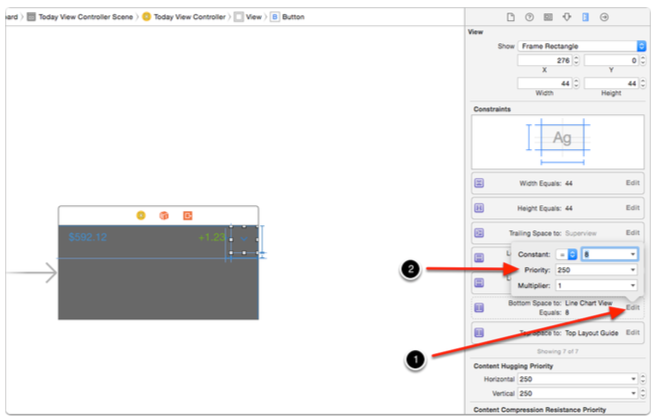 ard › Today View Controller Scene › Today View Controller › View › B Button
View
Show Frame Rectangle
276 0
X Y
44 44
Width Height
Constraints
Ag
Width Equals: 44 Edit
Height Equals: 44 Edit
Trailing Space to: Superview Edit
Constant: = 8
Priority: 250
Multiplier: 1
Bottom Space to: Line Chart View
Equals: 8 Edit
Top Space to: Top Layout Guide Edit
Showing 7 of 7
Content Hugging Priority
Horizontal 250
Vertical 250
Content Compression Resistance Priority
$592.12 +1.23
2
1